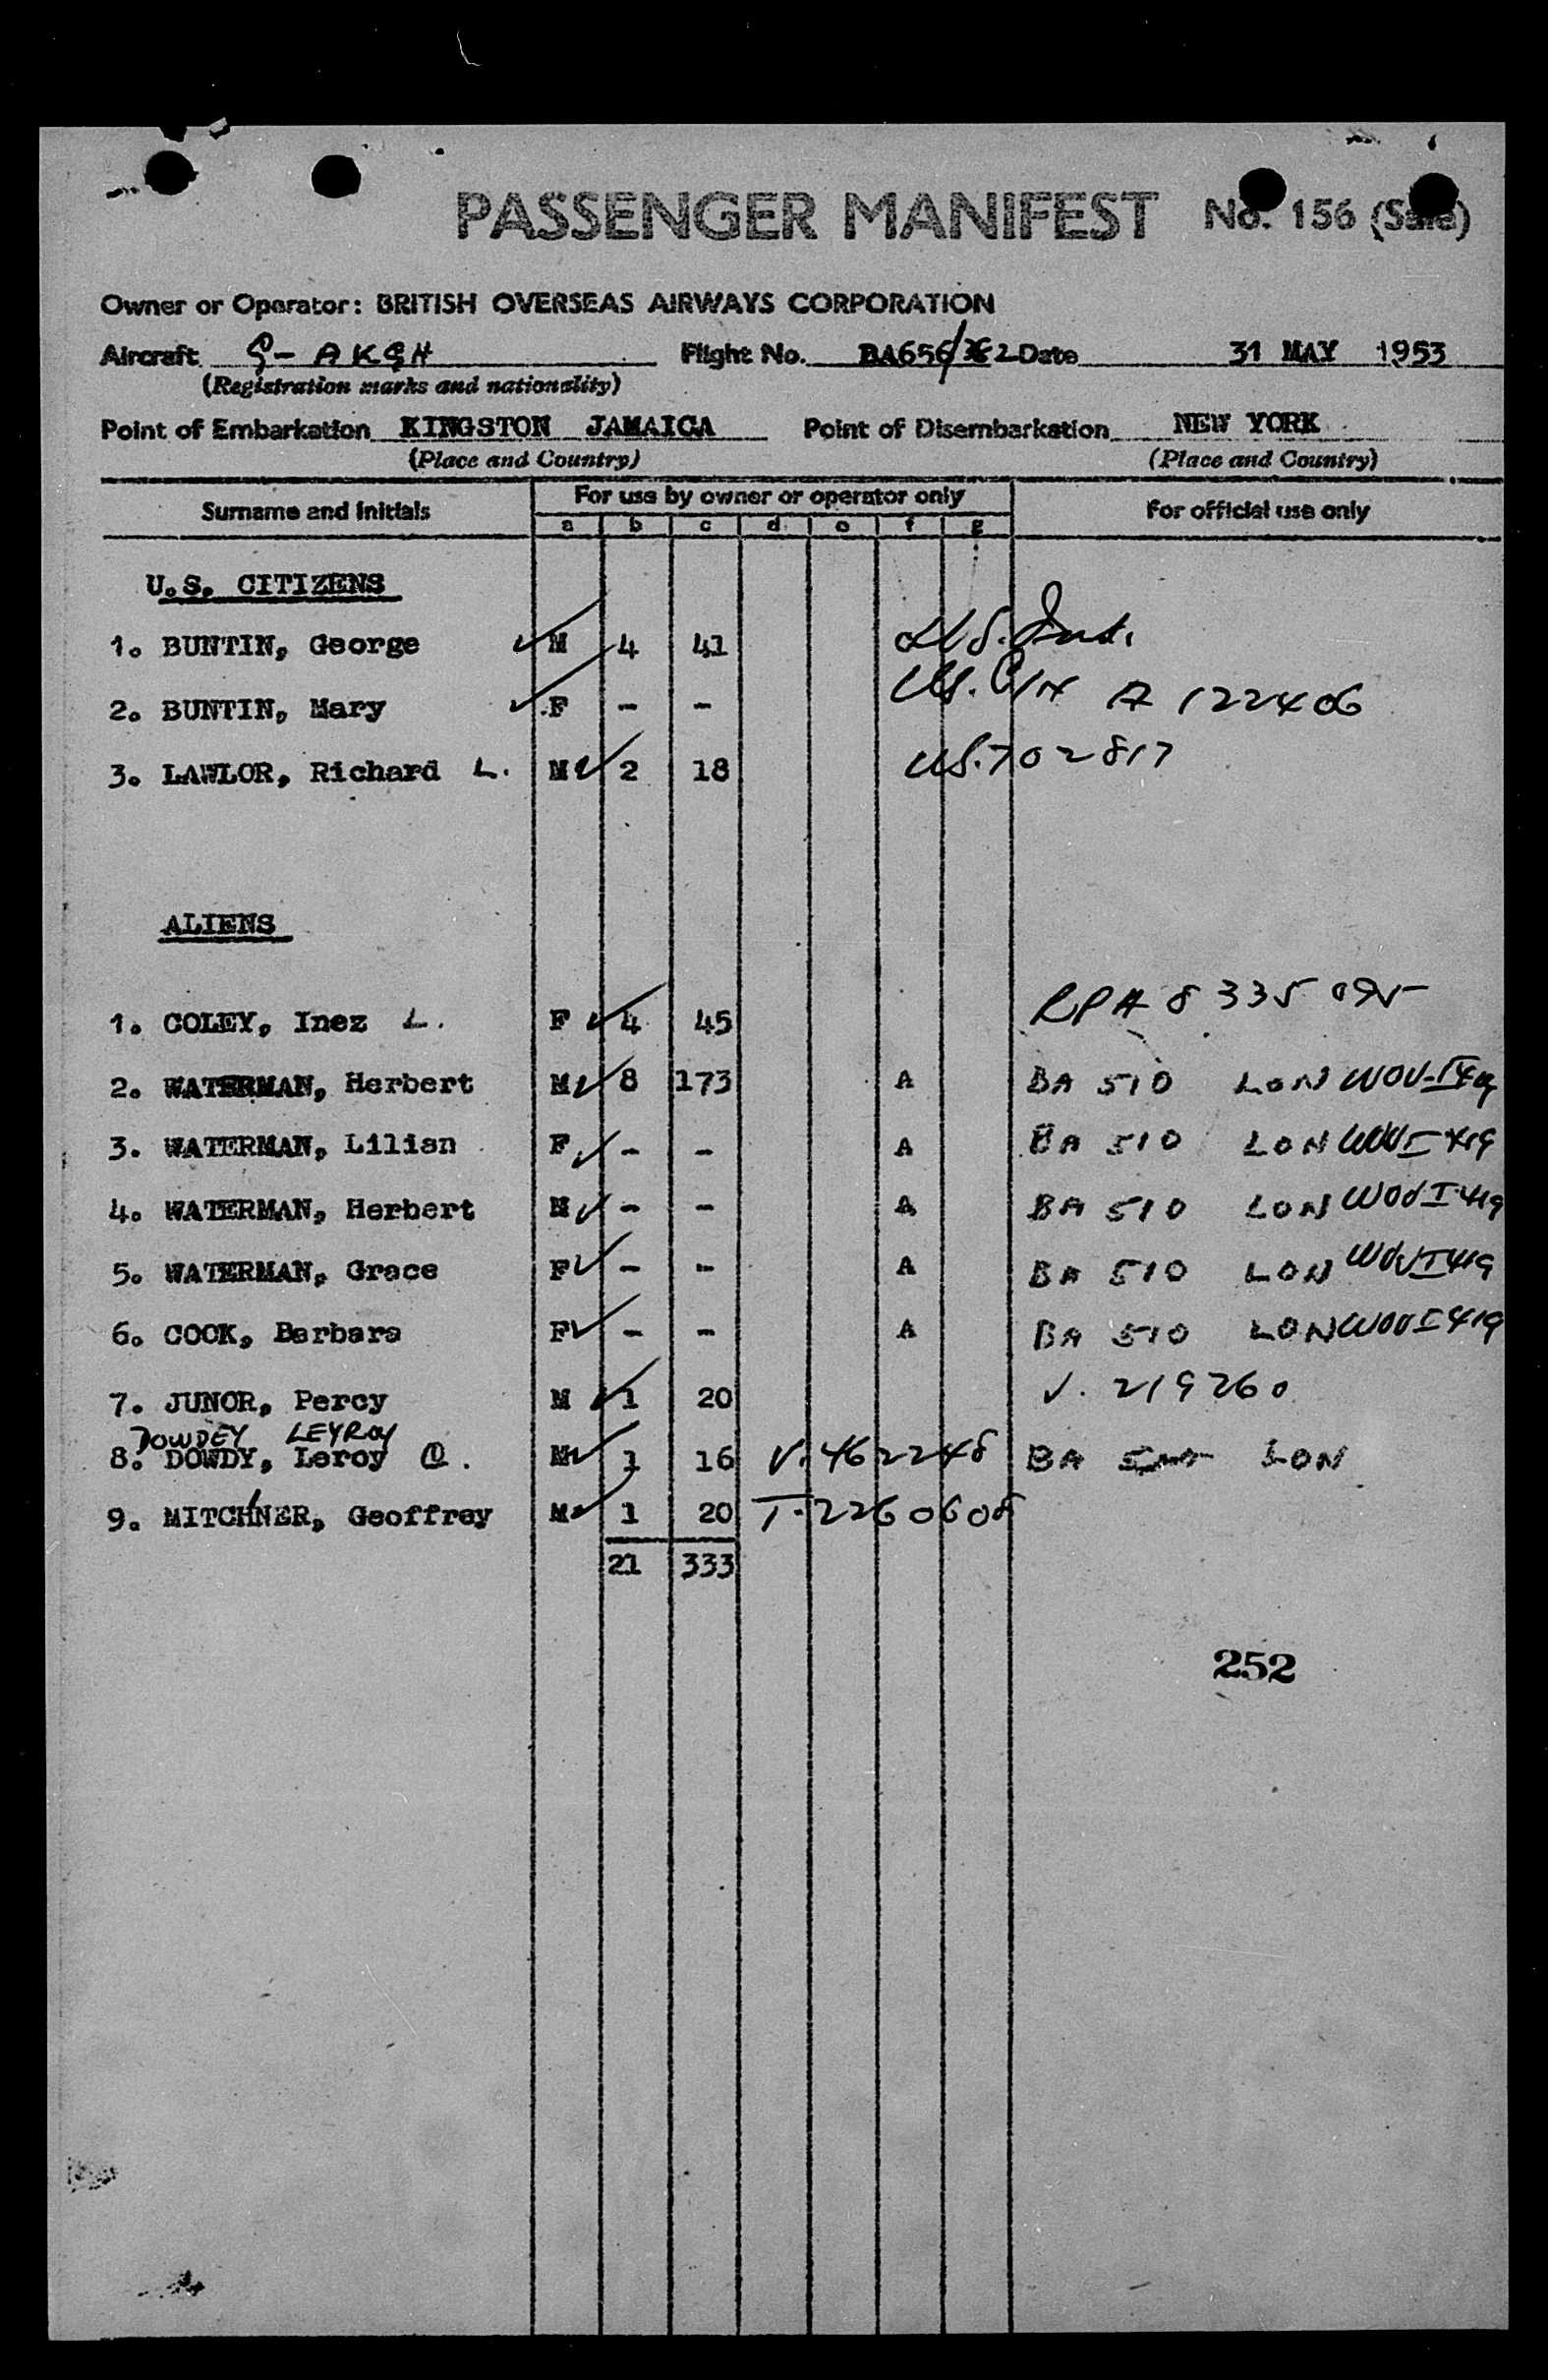 PASSENGER MANIFEST No. 156 (Sale)
Owner or Operator: BRITISH OVERSEAS AIRWAYS CORPORATION
Aircraft G- AKGH Flight No. BA656/362 Date 31 MAY 1953
(Registration marks and nationality)
Point of Embarkation KINGSTON JAMAICA Point of Disembarkation NEW YORK
(Place and Country) (Place and Country)
Surname and initials For use by owner or operator only For official use only
a b c d e f g
U.S. CITIZENS
1. BUNTIN, George M 4 41 U.S.
2. BUNTIN, Mary F - - US. A 122406
3. LAWLOR, Richard L. M 2 18 US. 702817
ALIENS
1. COLEY, Inez L. F 4 45 8 335
2. WATERMAN, Herbert M 8 173 A BA 510 LON
3. WATERMAN, Lilian F - - A BA 510 LON
4. WATERMAN, Herbert M - - A BA 510 LON
5. WATERMAN, Grace F - - A BA 510 LON
6. COOK, Barbara F - - A BA 510 LON
7. JUNOR, Percy M 1 20 V. 219260
DOWDEY LEYROY
8. DOWDY, Leroy M 1 16 V. 462248 BA LON
9. MITCHNER, Geoffrey M 1 20 T-2260608
21 333
252